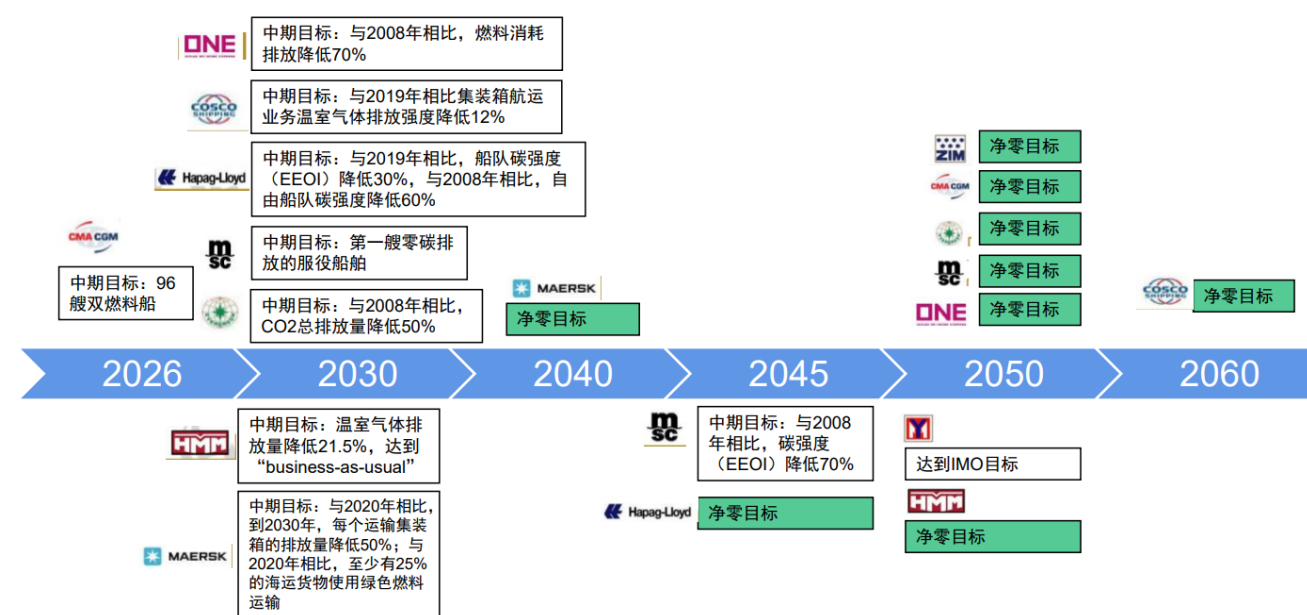 ONE
中期目标：与2008年相比，燃料消耗
排放降低70%
COSCO
SHIPPING
中期目标：与2019年相比集装箱航运
业务温室气体排放强度降低12%
Hapag-Lloyd
中期目标：与2019年相比，船队碳强度
（EEOI）降低30%，与2008年相比，自
由船队碳强度降低60%
CMA CGM
中期目标：96
艘双燃料船
msc
中期目标：第一艘零碳排
放的服役船舶
中期目标：与2008年相比，
CO2总排放量降低50%
MAERSK
净零目标
ZIM
净零目标
CMA CGM
净零目标
净零目标
msc
净零目标
ONE
净零目标
COSCO
SHIPPING
净零目标
2026
2030
2040
2045
2050
2060
HMM
中期目标：温室气体排
放量降低21.5%，达到
“business-as-usual”
MAERSK
中期目标：与2020年相比，
到2030年，每个运输集装
箱的排放量降低50%；与
2020年相比，至少有25%
的海运货物使用绿色燃料
运输
msc
中期目标：与2008
年相比，碳强度
（EEOI）降低70%
Hapag-Lloyd
净零目标
Y
达到IMO目标
HMM
净零目标